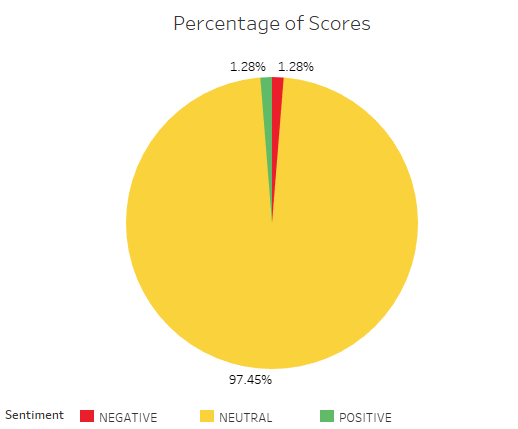 Percentage of Scores
1.28% 1.28%
97.45%
Sentiment NEGATIVE NEUTRAL POSITIVE